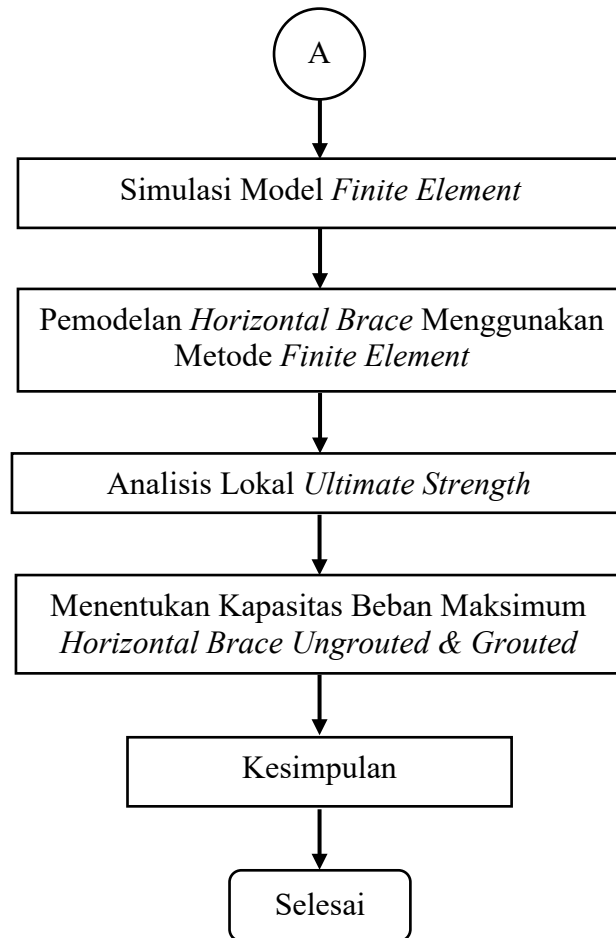 A
Simulasi Model Finite Element
Pemodelan Horizontal Brace Menggunakan
Metode Finite Element
Analisis Lokal Ultimate Strength
Menentukan Kapasitas Beban Maksimum
Horizontal Brace Ungrouted & Grouted
Kesimpulan
Selesai